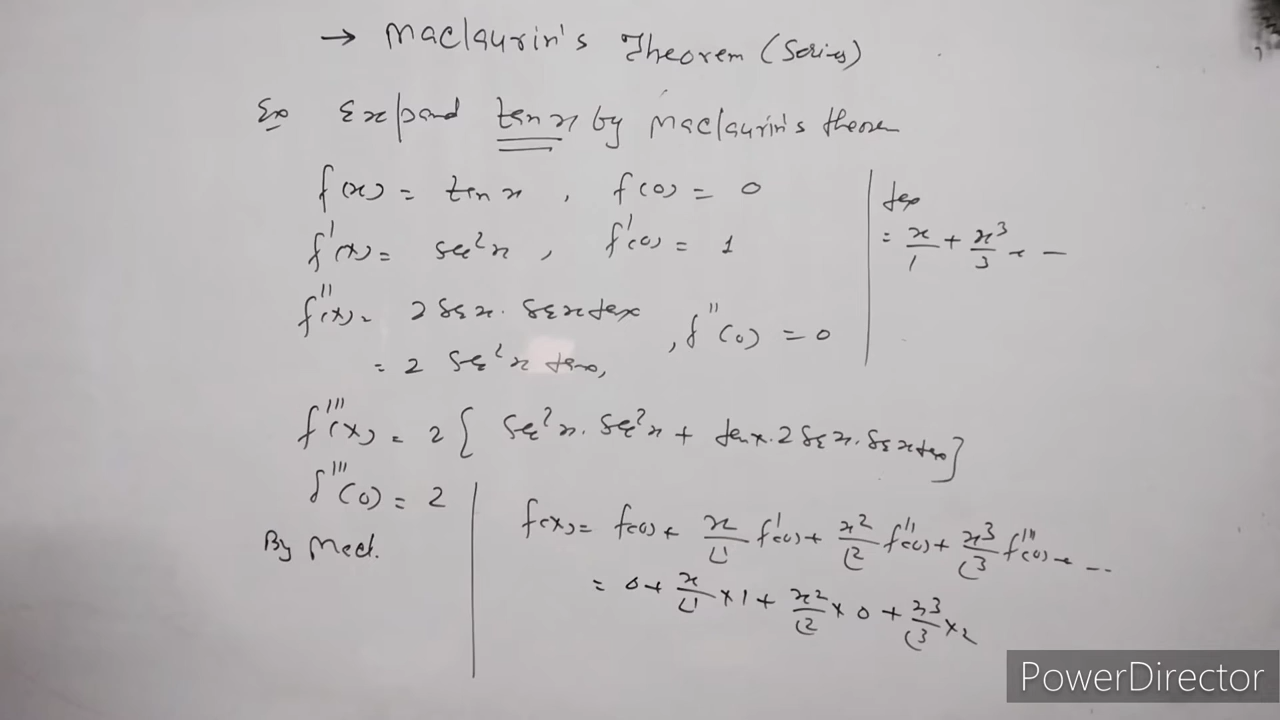 → Maclaurin's Theorem (Series)
Ex Expand tan x by Maclaurin's theorem
f(x) = tan x , f(0) = 0
f'(x) = sec²x , f'(0) = 1
f''(x) = 2 sec x . sec x tan x
= 2 sec²x tan x, , f''(0) = 0
f'''(x) = 2 { sec²x . sec²x + tan x . 2 sec x . sec x tan x }
f'''(0) = 2
By Macl.
tan x
= x/1 + x³/3 + --
f(x) = f(0) + x/⌊1 f'(0) + x²/⌊2 f''(0) + x³/⌊3 f'''(0) + ---
= 0 + x/⌊1 × 1 + x²/⌊2 × 0 + x³/⌊3 × 2
PowerDirector